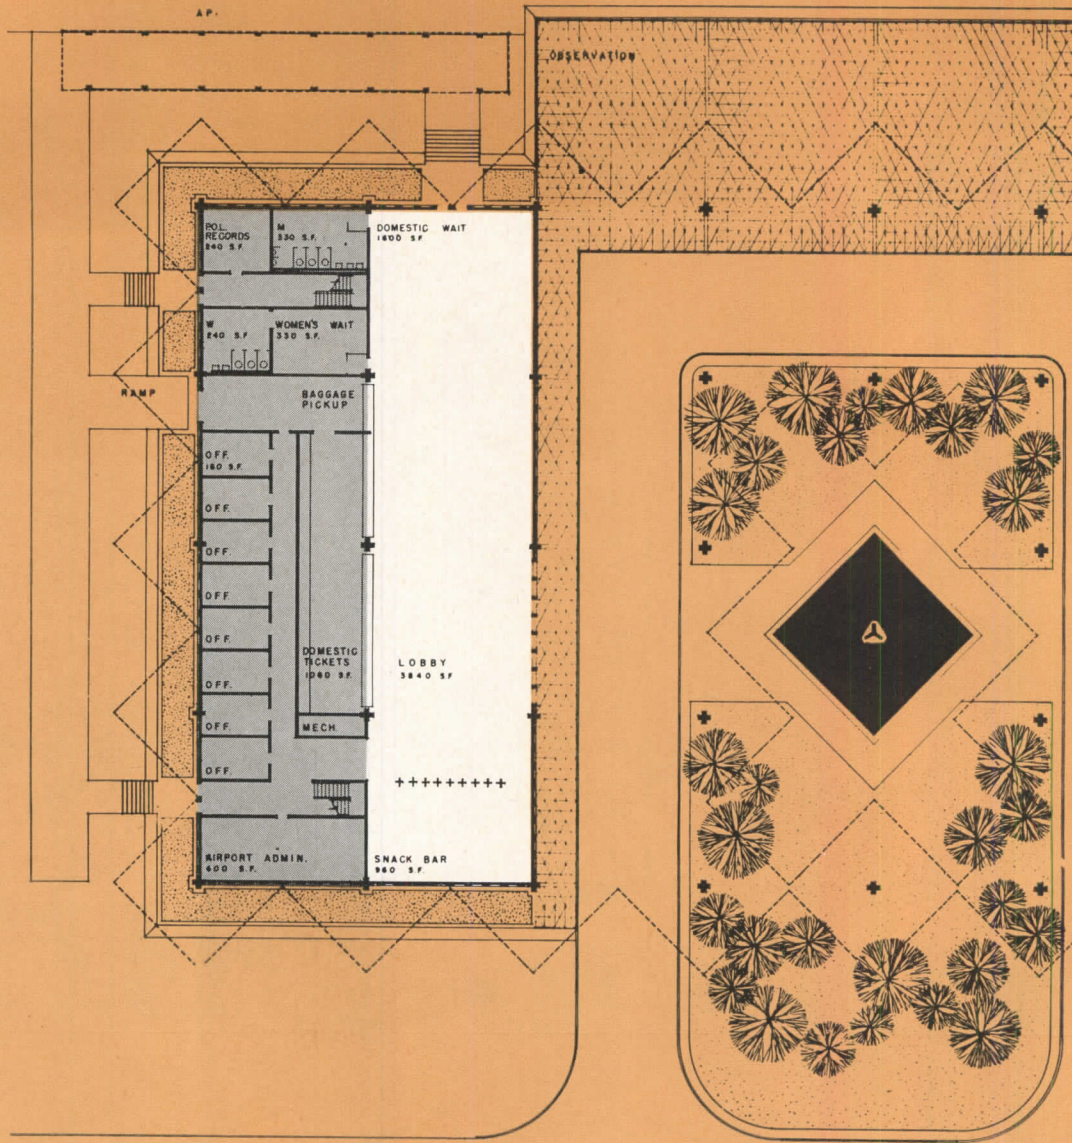 AP.
OBSERVATION
POL.
RECORDS
240 S.F.
M
330 S.F.
DOMESTIC WAIT
1600 S.F.
W
240 S.F.
WOMEN'S WAIT
330 S.F.
RAMP
BAGGAGE
PICKUP
OFF.
160 S.F.
OFF.
OFF.
OFF.
OFF.
OFF.
OFF.
OFF.
DOMESTIC
TICKETS
1060 S.F.
LOBBY
3840 S.F.
MECH.
AIRPORT ADMIN.
600 S.F.
SNACK BAR
960 S.F.